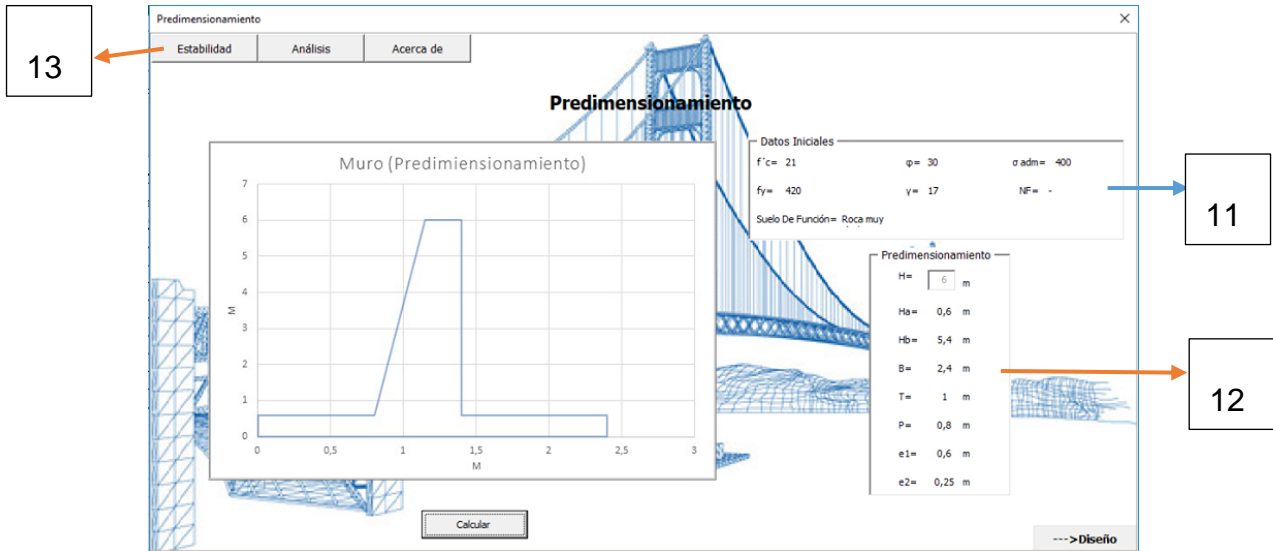 Predimensionamiento
Estabilidad Análisis Acerca de
13
Predimensionamiento
Muro (Predimiensionamiento)
7
6
5
4
3
2
1
0
M
0 0,5 1 1,5 2 2,5 3
M
Datos Iniciales
f´c= 21 φ= 30 σ adm= 400
fy= 420 γ= 17 NF= -
Suelo De Función= Roca muy
11
Predimensionamiento
H= 6 m
Ha= 0,6 m
Hb= 5,4 m
B= 2,4 m
T= 1 m
P= 0,8 m
e1= 0,6 m
e2= 0,25 m
12
Calcular
--->Diseño